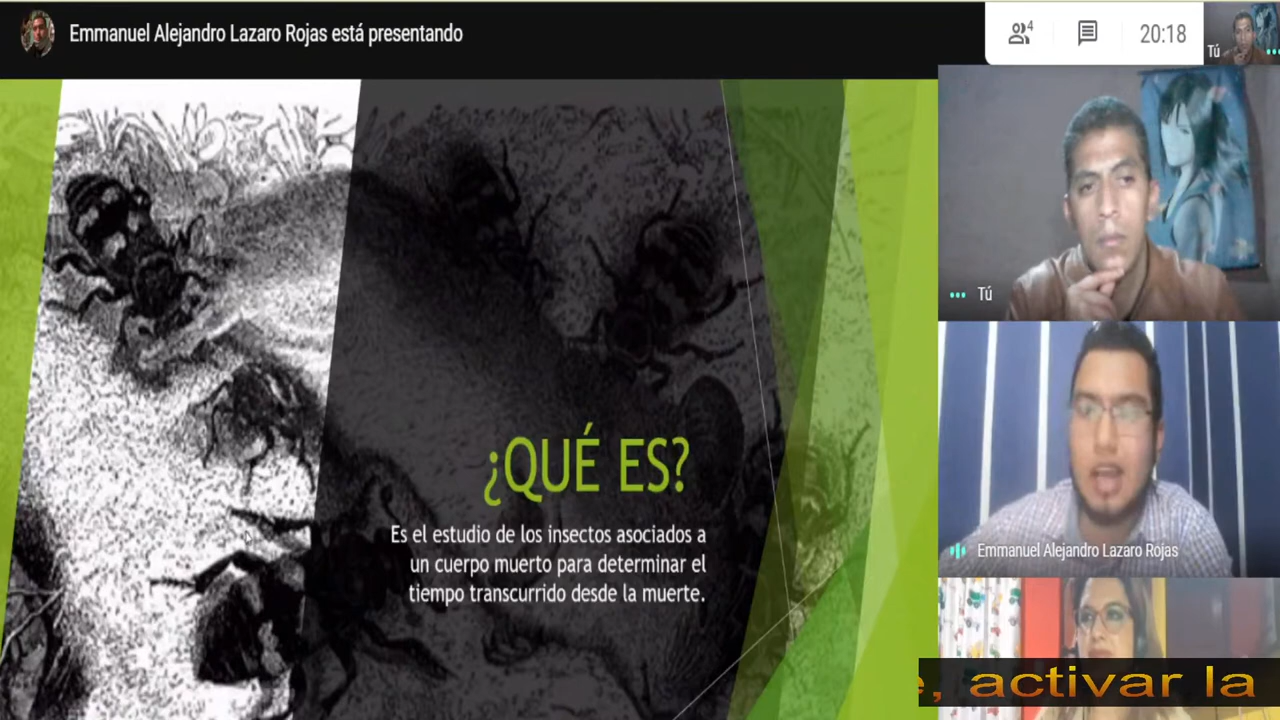 Emmanuel Alejandro Lazaro Rojas está presentando
4
20:18
Tú
Tú
Emmanuel Alejandro Lazaro Rojas
¿QUÉ ES?
Es el estudio de los insectos asociados a
un cuerpo muerto para determinar el
tiempo transcurrido desde la muerte.
, activar la